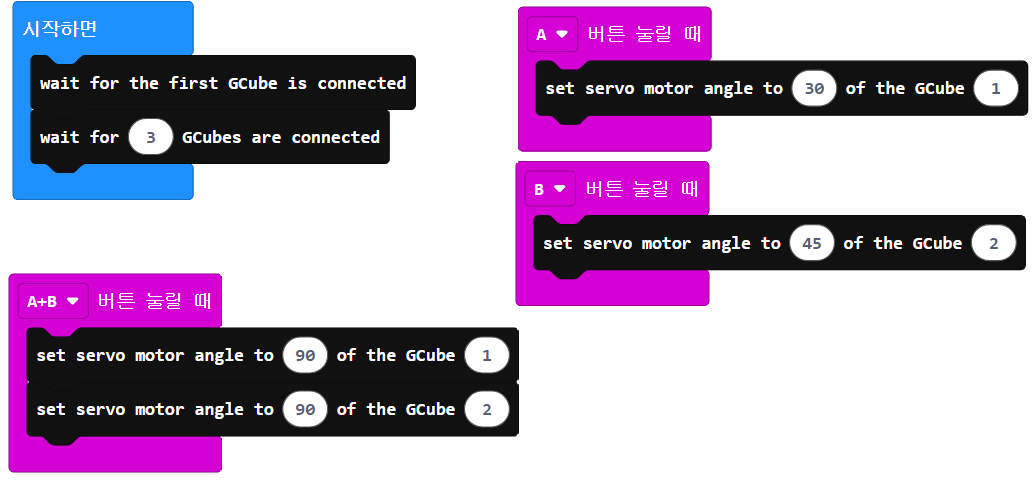 시작하면
wait for the first GCube is connected
wait for 3 GCubes are connected
A 버튼 눌릴 때
set servo motor angle to 30 of the GCube 1
B 버튼 눌릴 때
set servo motor angle to 45 of the GCube 2
A+B 버튼 눌릴 때
set servo motor angle to 90 of the GCube 1
set servo motor angle to 90 of the GCube 2